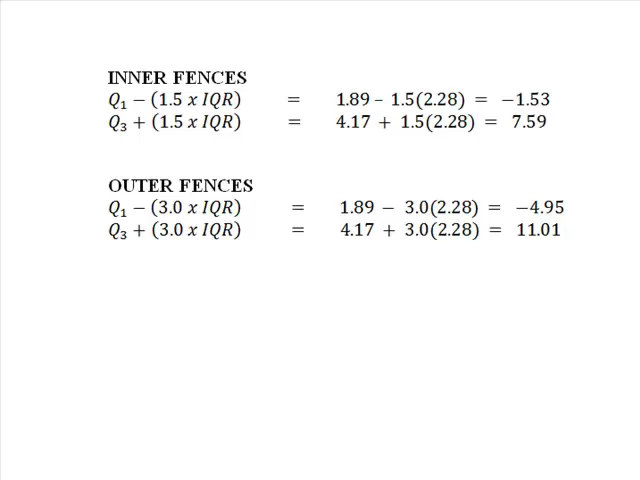 INNER FENCES
Q₁ − (1.5 x IQR) = 1.89 – 1.5(2.28) = −1.53
Q₃ + (1.5 x IQR) = 4.17 + 1.5(2.28) = 7.59
OUTER FENCES
Q₁ − (3.0 x IQR) = 1.89 − 3.0(2.28) = −4.95
Q₃ + (3.0 x IQR) = 4.17 + 3.0(2.28) = 11.01